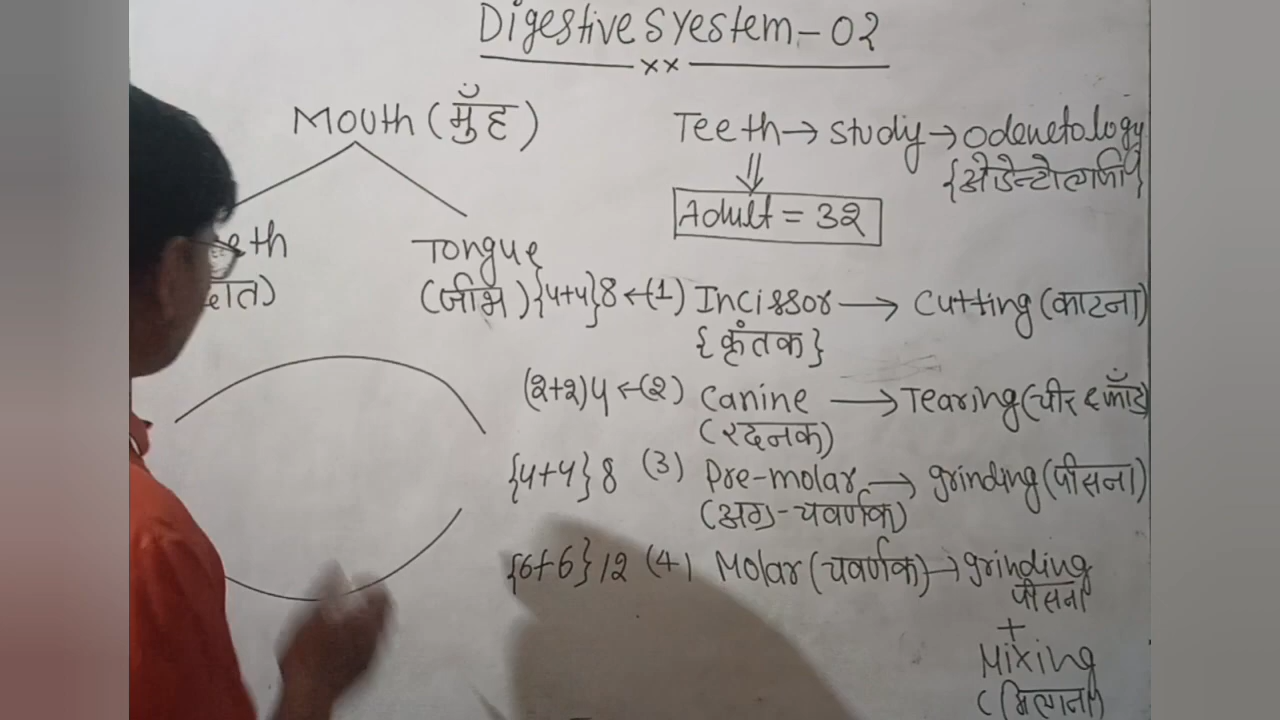 Digestive syestem - 02
Mouth (मुँह)
eth
Tongue
(जीभ)
Teeth → study → odenetology
{ओडेन्टोलॉजी}
Adult = 32
{4+4} 8 ← (1) Incissor → cutting (काटना)
{कृंतक}
(2+2) 4 ← (2) Canine → Tearing (चीर
(रदनक)
{4+4} 8 (3) Pre-molar → grinding (पीसना)
(अग्र-चवर्णक)
{6+6} 12 (4) Molar (चवर्णक) → grinding
पीसना
+
Mixing
(मिलाना)